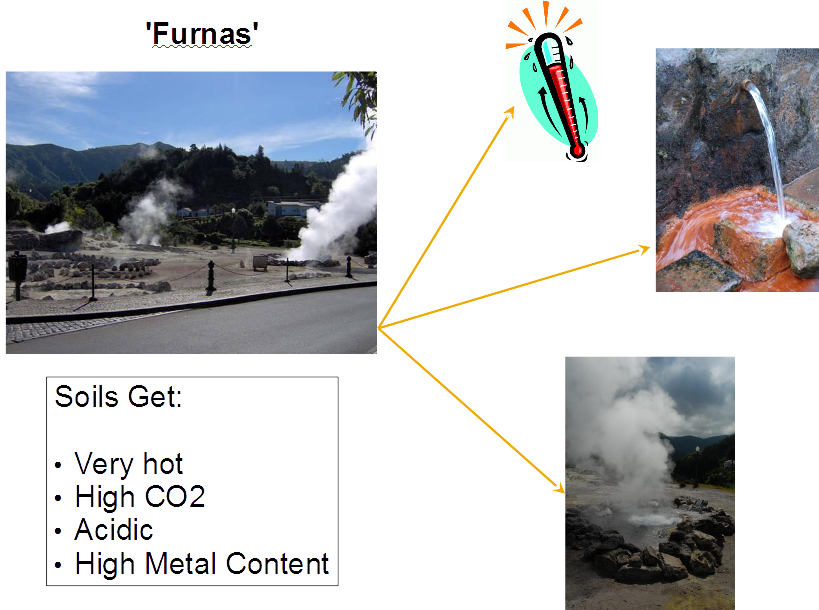 'Furnas'
Soils Get:
• Very hot
• High CO2
• Acidic
• High Metal Content